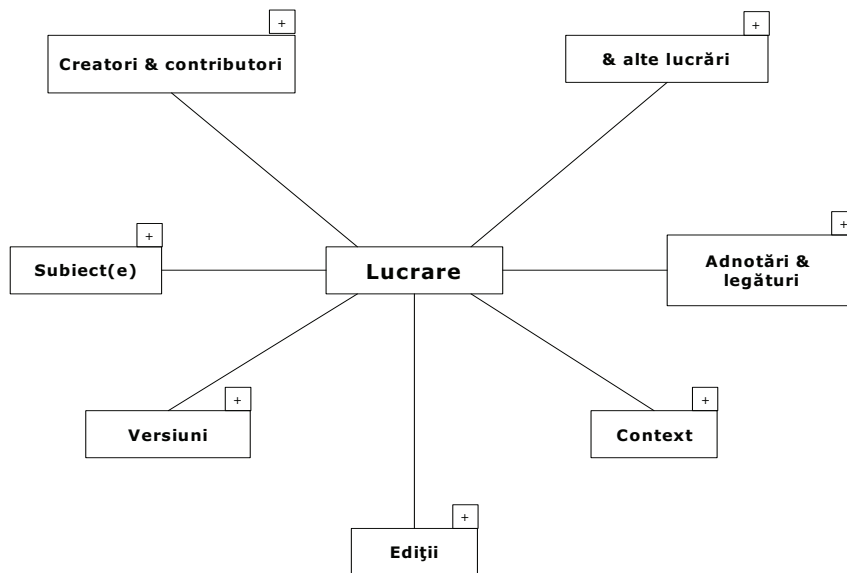 +
+
Creatori & contributori
& alte lucrări
+
+
Subiect(e)
Lucrare
Adnotări &
legături
+
+
Versiuni
Context
+
Ediţii